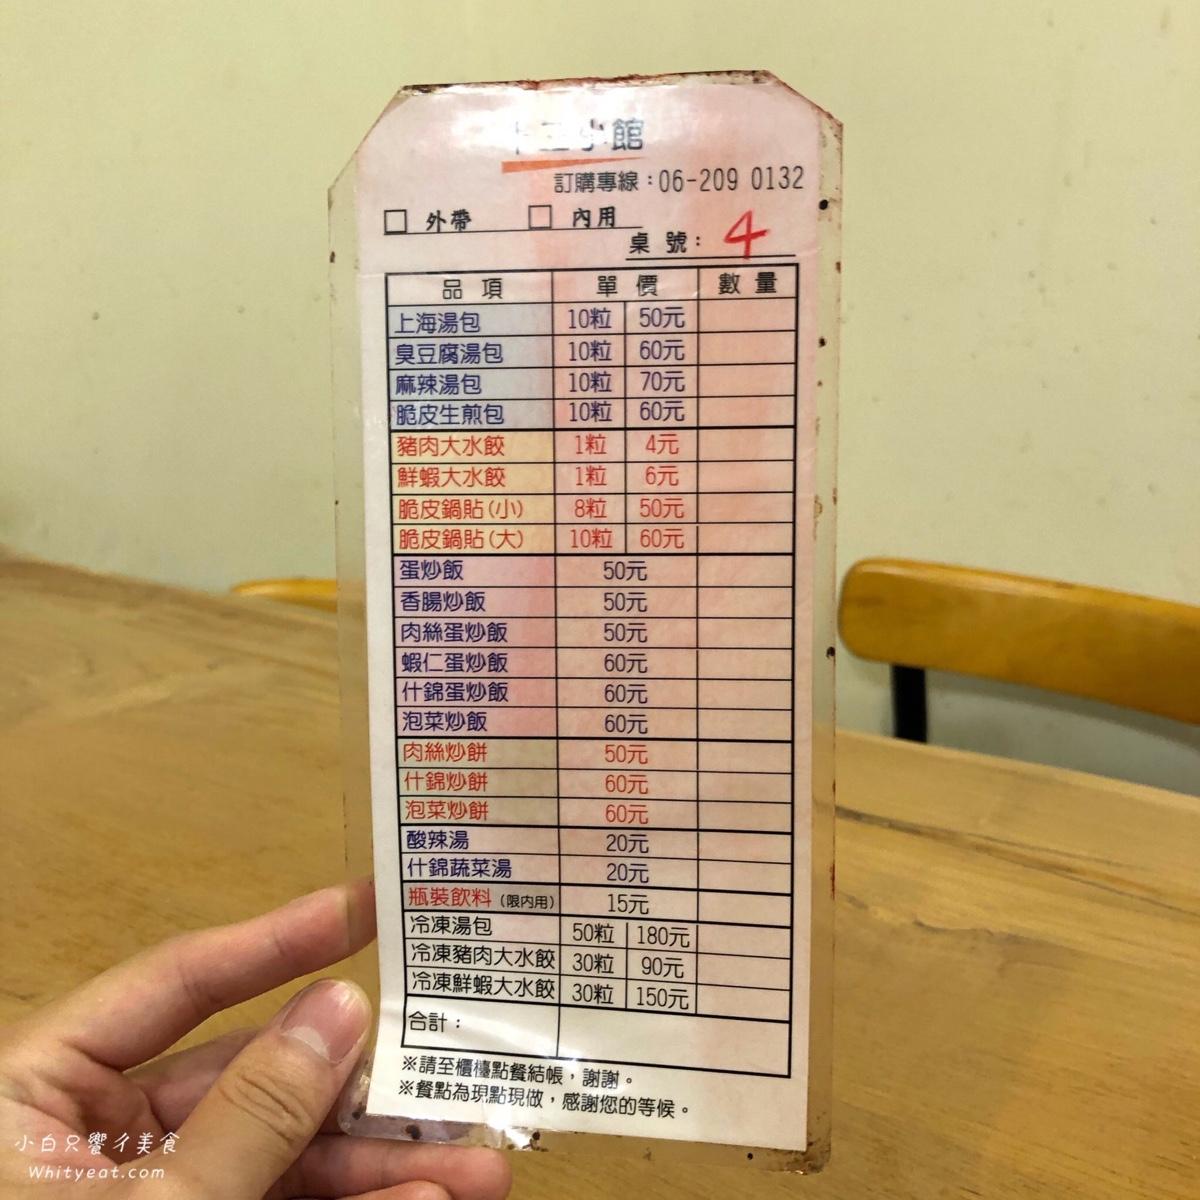 小館
訂購專線：06-209 0132
□ 外帶 □ 內用
桌 號： 4
品 項 單 價 數 量
上海湯包 10粒 50元
臭豆腐湯包 10粒 60元
麻辣湯包 10粒 70元
脆皮生煎包 10粒 60元
豬肉大水餃 1粒 4元
鮮蝦大水餃 1粒 6元
脆皮鍋貼(小) 8粒 50元
脆皮鍋貼(大) 10粒 60元
蛋炒飯 50元
香腸炒飯 50元
肉絲蛋炒飯 50元
蝦仁蛋炒飯 60元
什錦蛋炒飯 60元
泡菜炒飯 60元
肉絲炒餅 50元
什錦炒餅 60元
泡菜炒餅 60元
酸辣湯 20元
什錦蔬菜湯 20元
瓶裝飲料(限內用) 15元
冷凍湯包 50粒 180元
冷凍豬肉大水餃 30粒 90元
冷凍鮮蝦大水餃 30粒 150元
合計：
※請至櫃檯點餐結帳，謝謝。
※餐點為現點現做，感謝您的等候。
小白只響ㄔ美食
Whityeat.com